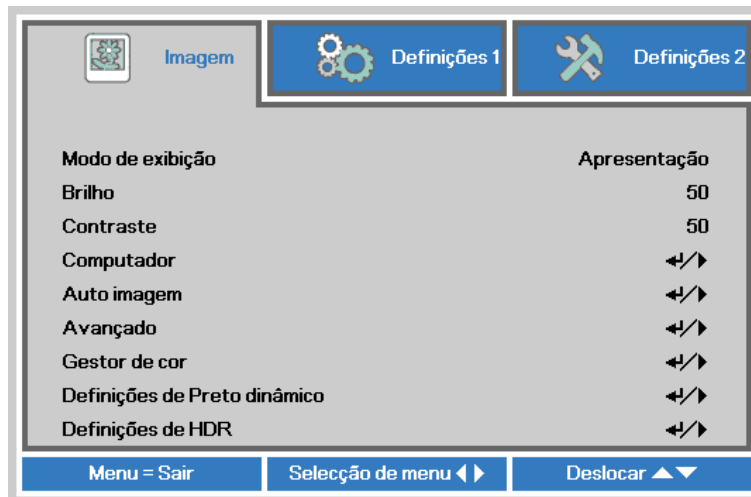 Imagem Definições 1 Definições 2
Modo de exibição Apresentação
Brilho 50
Contraste 50
Computador
Auto imagem
Avançado
Gestor de cor
Definições de Preto dinâmico
Definições de HDR
Menu = Sair Selecção de menu Deslocar